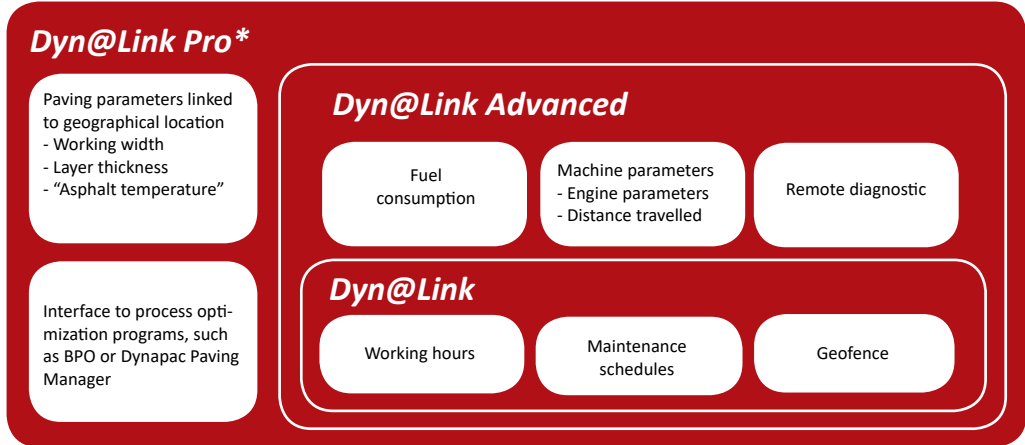 Dyn@Link Pro*
Paving parameters linked
to geographical location
- Working width
- Layer thickness
- “Asphalt temperature”
Interface to process opti-
mization programs, such
as BPO or Dynapac Paving
Manager
Dyn@Link Advanced
Fuel
consumption
Machine parameters
- Engine parameters
- Distance travelled
Remote diagnostic
Dyn@Link
Working hours
Maintenance
schedules
Geofence